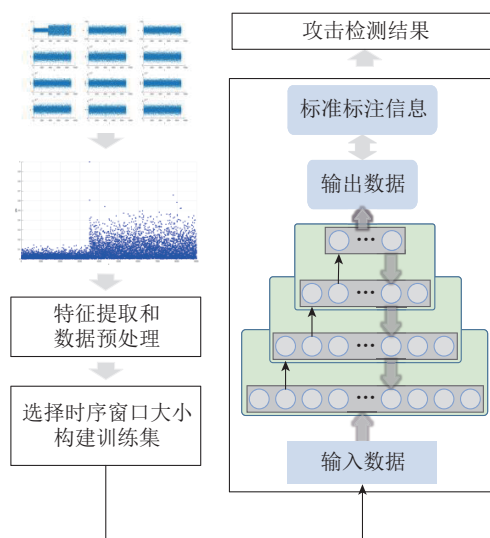 特征提取和
数据预处理
选择时序窗口大小
构建训练集
攻击检测结果
标准标注信息
输出数据
输入数据